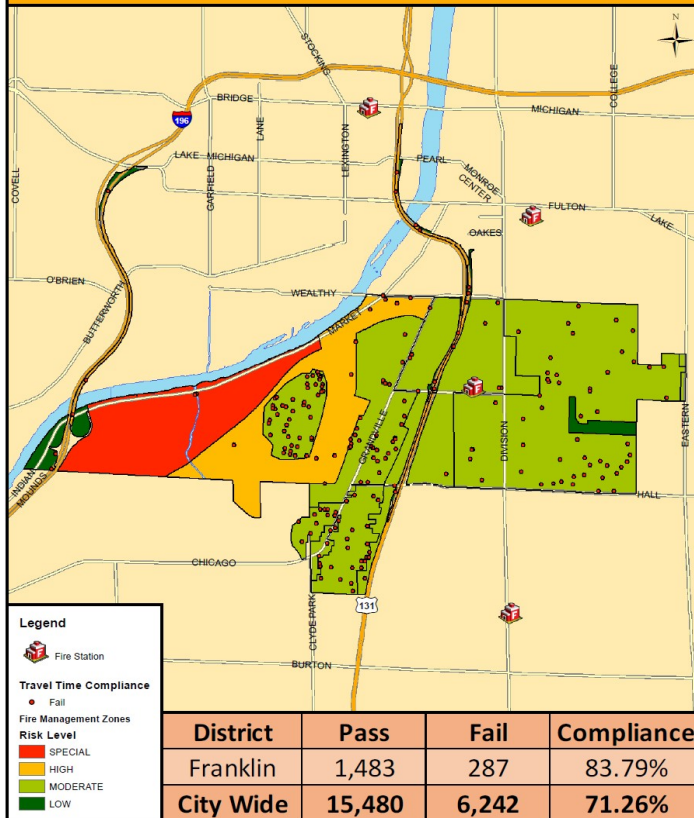 N
STOCKING
COLLEGE
BRIDGE
MICHIGAN
196
LANE
LEXINGTON
COVELL
LAKE MICHIGAN
GARFIELD
PEARL
MONROE
CENTER
FULTON
LAKE
OAKES
O'BRIEN
BUTTERWORTH
WEALTHY
MARKET
GRANDVILLE
DIVISION
EASTERN
INDIAN
MOUNDS
HALL
CHICAGO
131
CLYDE PARK
BURTON
Legend
F
Fire Station
Travel Time Compliance
Fail
Fire Management Zones
Risk Level
SPECIAL
HIGH
MODERATE
LOW
District Pass Fail Compliance
Franklin 1,483 287 83.79%
City Wide 15,480 6,242 71.26%